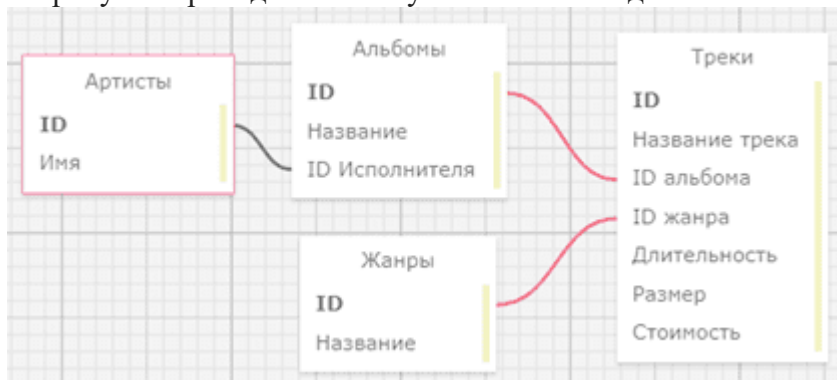 Артисты
ID
Имя
Альбомы
ID
Название
ID Исполнителя
Жанры
ID
Название
Треки
ID
Название трека
ID альбома
ID жанра
Длительность
Размер
Стоимость